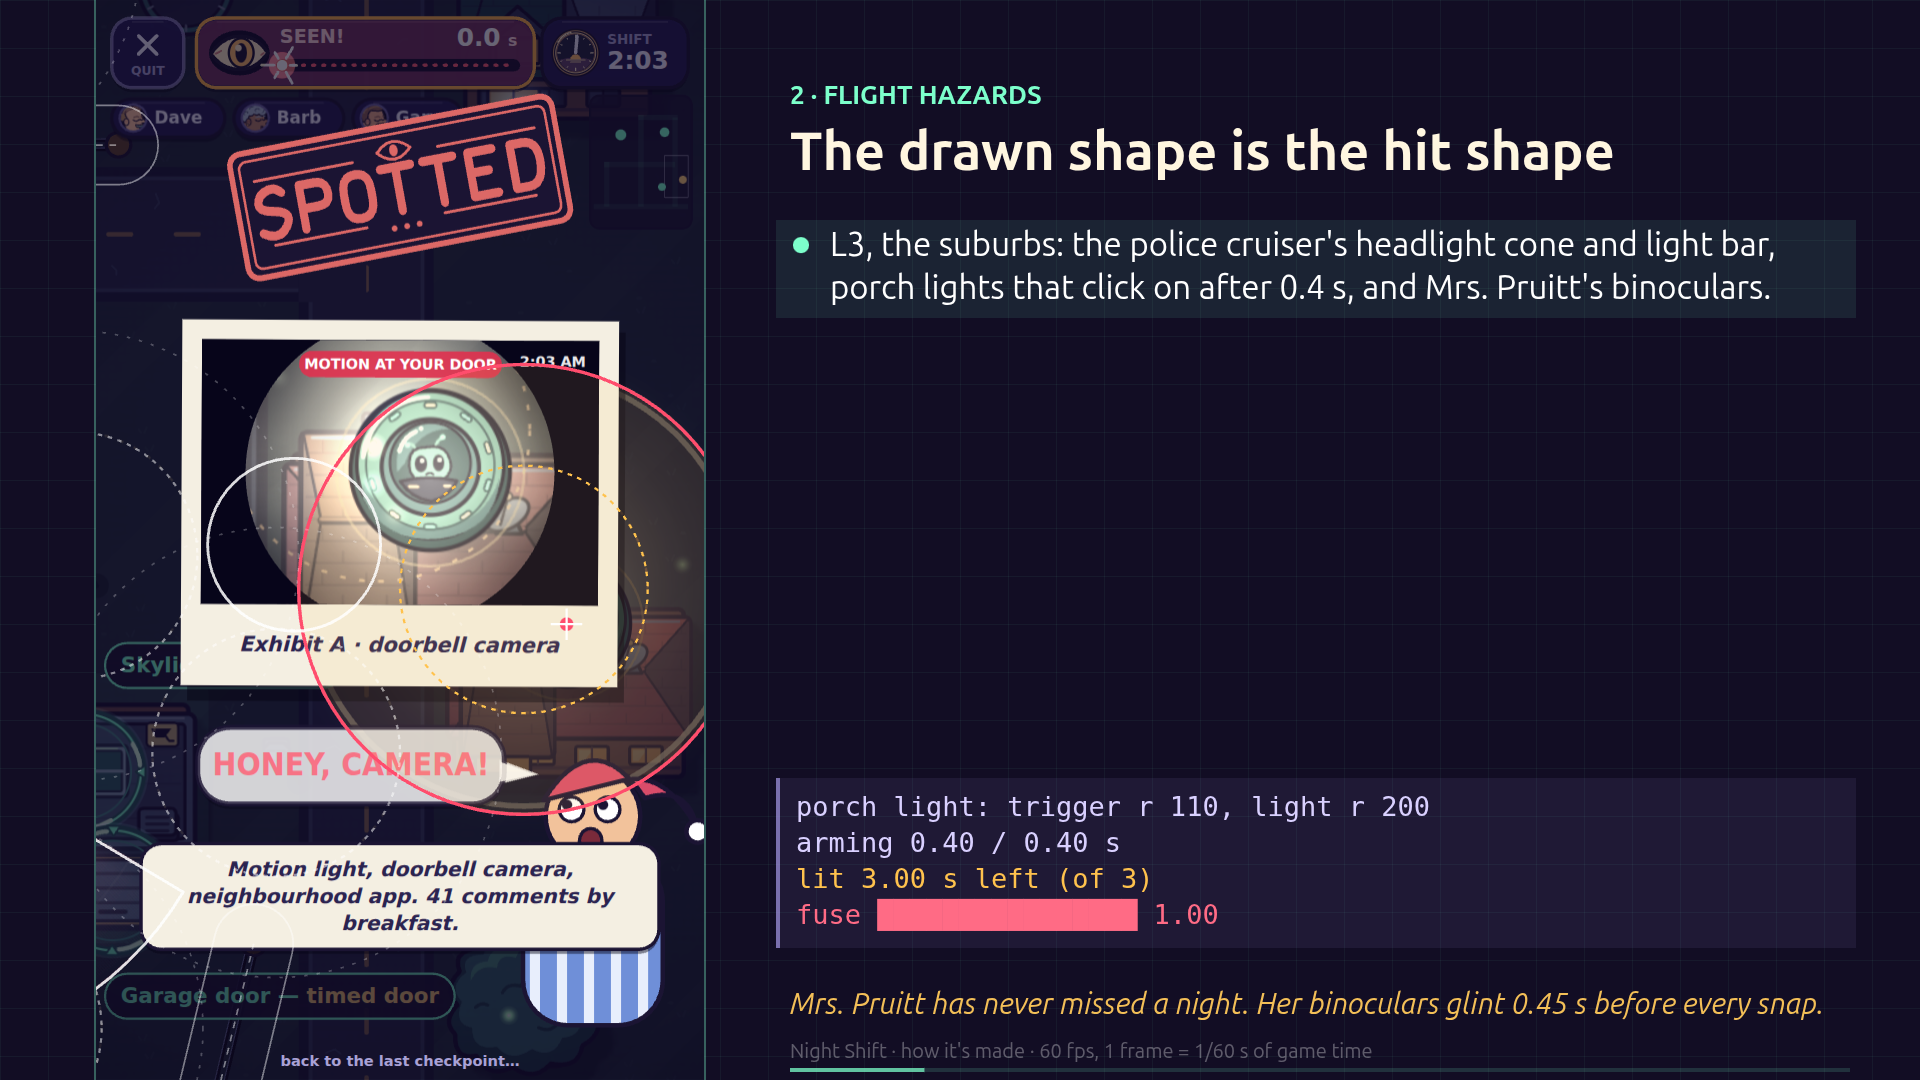 QUIT
SEEN!
0.0 s
SHIFT
2:03
Dave
Barb
SPOTTED
MOTION AT YOUR DOOR
2:03 AM
Exhibit A · doorbell camera
HONEY, CAMERA!
Motion light, doorbell camera,
neighbourhood app. 41 comments by
breakfast.
Garage door — timed door
back to the last checkpoint...
2 · FLIGHT HAZARDS
The drawn shape is the hit shape
L3, the suburbs: the police cruiser's headlight cone and light bar,
porch lights that click on after 0.4 s, and Mrs. Pruitt's binoculars.
porch light: trigger r 110, light r 200
arming 0.40 / 0.40 s
lit 3.00 s left (of 3)
fuse 1.00
Mrs. Pruitt has never missed a night. Her binoculars glint 0.45 s before every snap.
Night Shift · how it's made · 60 fps, 1 frame = 1/60 s of game time